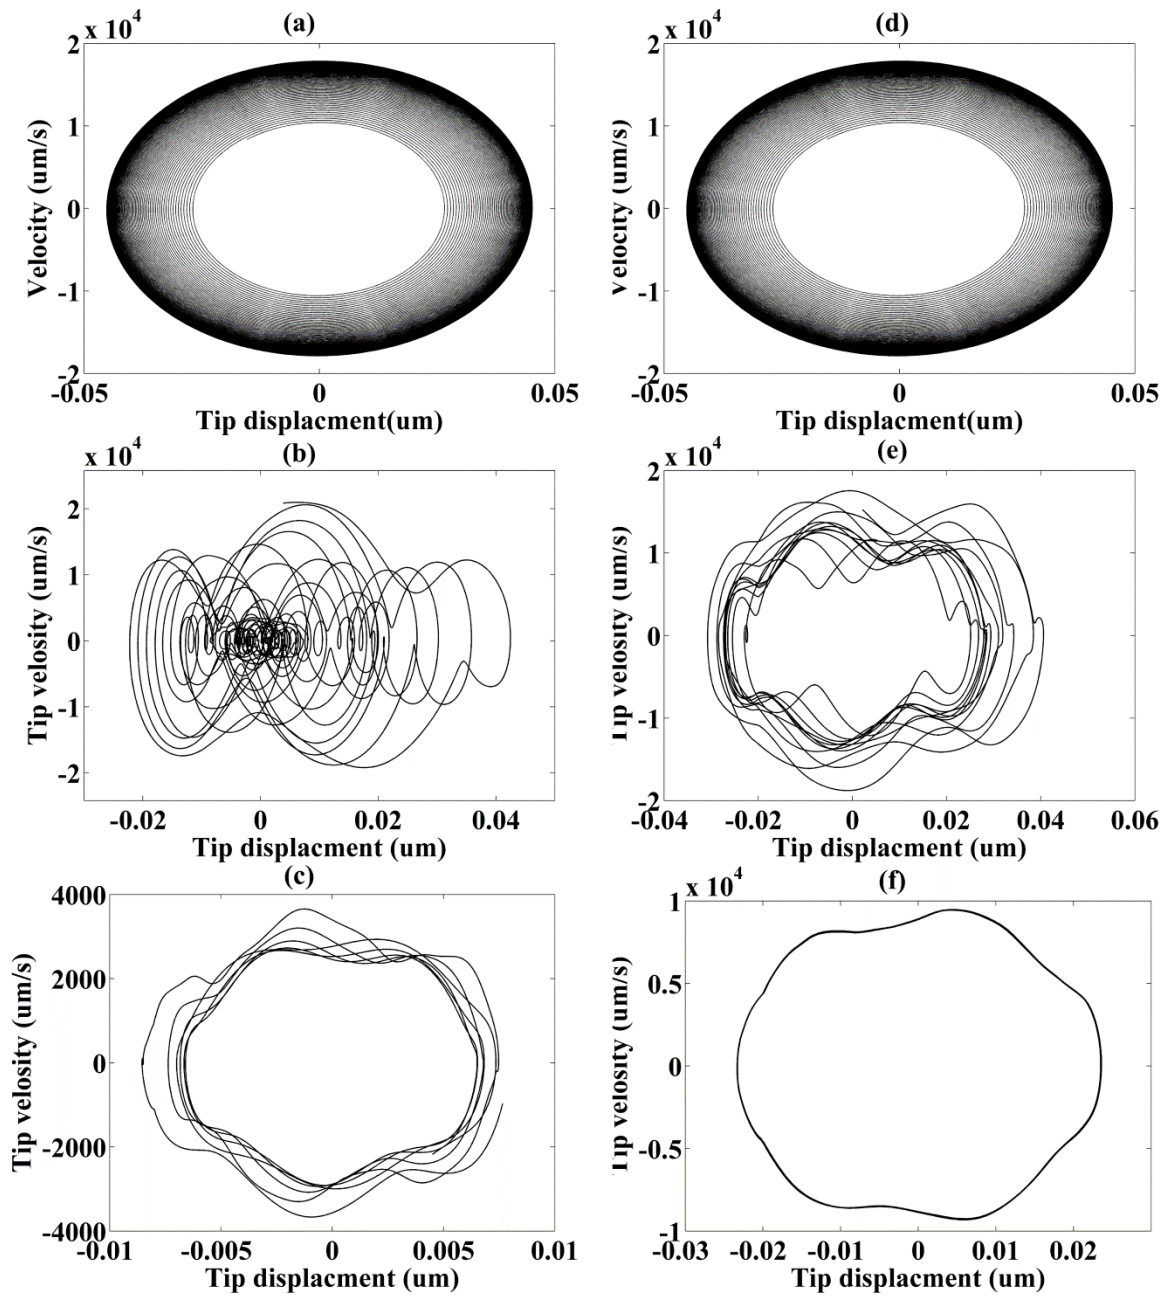 (a)
x 10^4
2
1
0
-1
-2
-0.05
0
0.05
Velocity (um/s)
Tip displacment(um)
(d)
x 10^4
2
1
0
-1
-2
-0.05
0
0.05
Velocity (um/s)
Tip displacment(um)
(b)
x 10^4
2
1
0
-1
-2
-0.02
0
0.02
0.04
Tip velosity (um/s)
Tip displacment (um)
(e)
x 10^4
2
1
0
-1
-2
-0.04
-0.02
0
0.02
0.04
0.06
Tip velosity (um/s)
Tip displacment (um)
(c)
4000
2000
0
-2000
-4000
-0.01
-0.005
0
0.005
0.01
Tip velosity (um/s)
Tip displacment (um)
(f)
x 10^4
1
0.5
0
-0.5
-1
-0.03
-0.02
-0.01
0
0.01
0.02
Tip velosity (um/s)
Tip displacment (um)